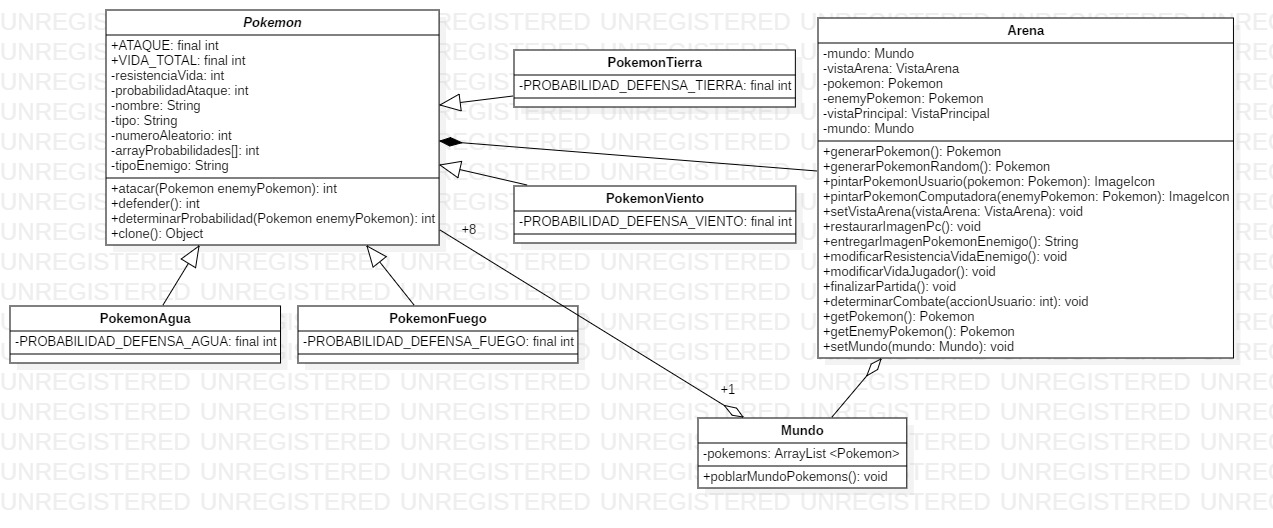 Pokemon
+ATAQUE: final int
+VIDA_TOTAL: final int
-resistenciaVida: int
-probabilidadAtaque: int
-nombre: String
-tipo: String
-numeroAleatorio: int
-arrayProbabilidades[]: int
-tipoEnemigo: String
+atacar(Pokemon enemyPokemon): int
+defender(): int
+determinarProbabilidad(Pokemon enemyPokemon): int
+clone(): Object
PokemonTierra
-PROBABILIDAD_DEFENSA_TIERRA: final int
PokemonViento
-PROBABILIDAD_DEFENSA_VIENTO: final int
+8
PokemonAgua
-PROBABILIDAD_DEFENSA_AGUA: final int
PokemonFuego
-PROBABILIDAD_DEFENSA_FUEGO: final int
Arena
-mundo: Mundo
-vistaArena: VistaArena
-pokemon: Pokemon
-enemyPokemon: Pokemon
-vistaPrincipal: VistaPrincipal
-mundo: Mundo
+generarPokemon(): Pokemon
+generarPokemonRandom(): Pokemon
+pintarPokemonUsuario(pokemon: Pokemon): ImageIcon
+pintarPokemonComputadora(enemyPokemon: Pokemon): ImageIcon
+setVistaArena(vistaArena: VistaArena): void
+restaurarImagenPc(): void
+entregarImagenPokemonEnemigo(): String
+modificarResistenciaVidaEnemigo(): void
+modificarVidaJugador(): void
+finalizarPartida(): void
+determinarCombate(accionUsuario: int): void
+getPokemon(): Pokemon
+getEnemyPokemon(): Pokemon
+setMundo(mundo: Mundo): void
+1
Mundo
-pokemons: ArrayList <Pokemon>
+poblarMundoPokemons(): void
UNREGISTERED